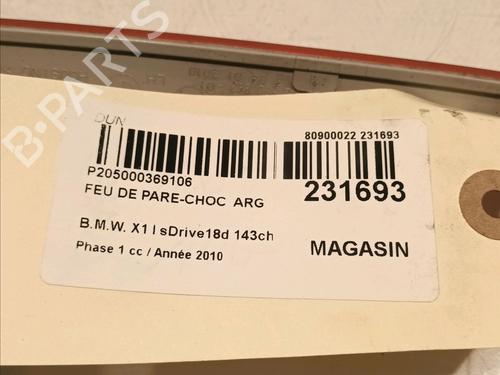 B-PARTS
DUN
P205000369106
FEU DE PARE-CHOC ARG
80900022 231693
231693
B.M.W. X1 I sDrive18d 143ch
Phase 1 cc / Année 2010
MAGASIN